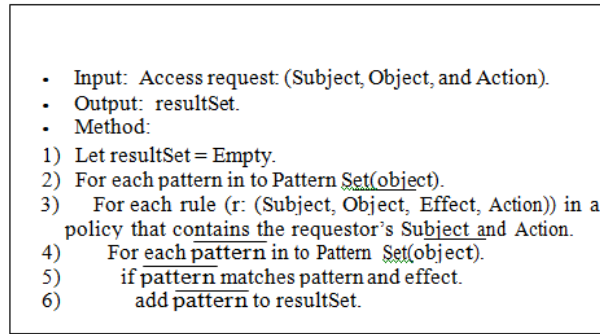 • Input: Access request: (Subject, Object, and Action).
• Output: resultSet.
• Method:
1) Let resultSet = Empty.
2) For each pattern in to Pattern Set(object).
3) For each rule (r: (Subject, Object, Effect, Action)) in a
policy that contains the requestor's Subject and Action.
4) For each pattern in to Pattern Set(object).
5) if pattern matches pattern and effect.
6) add pattern to resultSet.